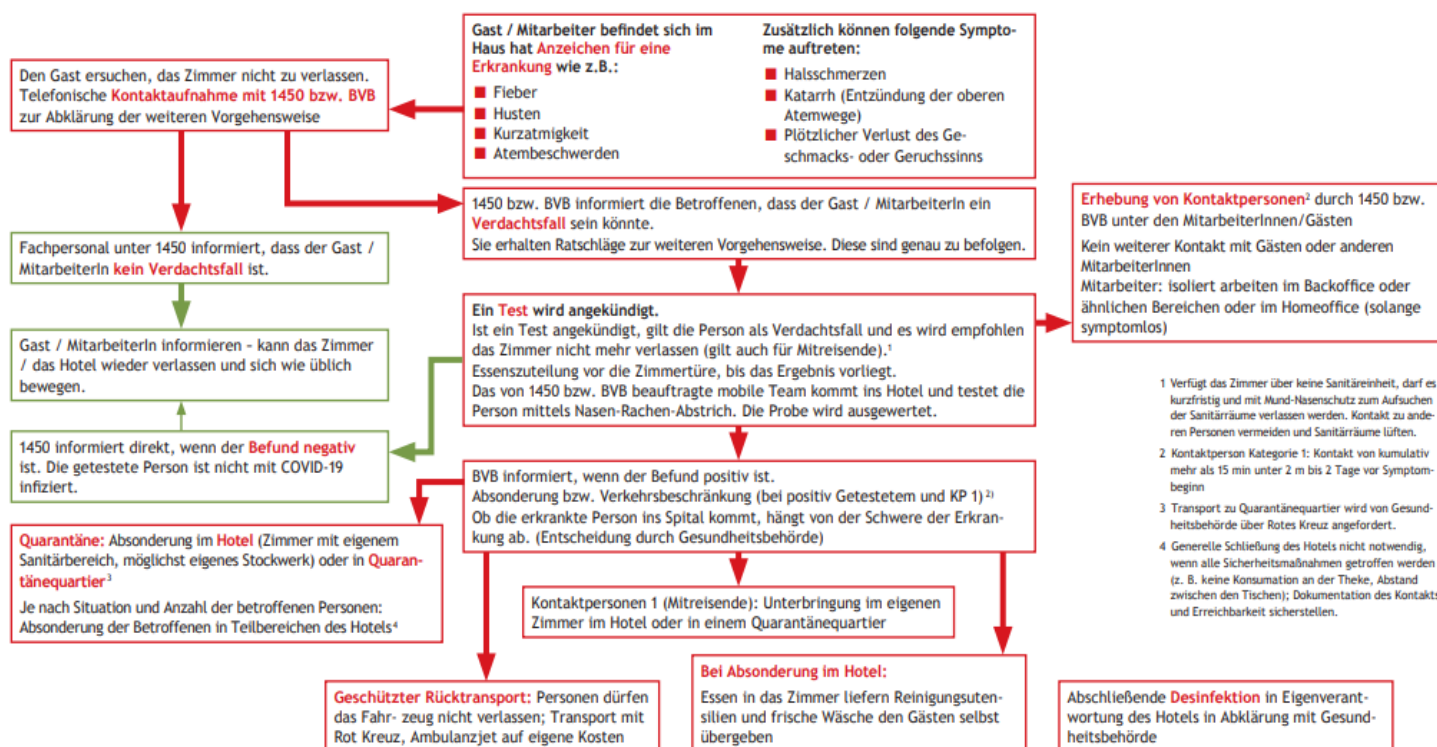 Gast / Mitarbeiter befindet sich im
Haus hat Anzeichen für eine
Erkrankung wie z.B.:
■ Fieber
■ Husten
■ Kurzatmigkeit
■ Atembeschwerden
Zusätzlich können folgende Sympto-
me auftreten:
■ Halsschmerzen
■ Katarrh (Entzündung der oberen
Atemwege)
■ Plötzlicher Verlust des Ge-
schmacks- oder Geruchssinns
Den Gast ersuchen, das Zimmer nicht zu verlassen.
Telefonische Kontaktaufnahme mit 1450 bzw. BVB
zur Abklärung der weiteren Vorgehensweise
1450 bzw. BVB informiert die Betroffenen, dass der Gast / MitarbeiterIn ein
Verdachtsfall sein könnte.
Sie erhalten Ratschläge zur weiteren Vorgehensweise. Diese sind genau zu befolgen.
Erhebung von Kontaktpersonen² durch 1450 bzw.
BVB unter den MitarbeiterInnen/Gästen
Kein weiterer Kontakt mit Gästen oder anderen
MitarbeiterInnen
Mitarbeiter: isoliert arbeiten im Backoffice oder
ähnlichen Bereichen oder im Homeoffice (solange
symptomlos)
Fachpersonal unter 1450 informiert, dass der Gast /
MitarbeiterIn kein Verdachtsfall ist.
Ein Test wird angekündigt.
Ist ein Test angekündigt, gilt die Person als Verdachtsfall und es wird empfohlen
das Zimmer nicht mehr verlassen (gilt auch für Mitreisende).¹
Essenszuteilung vor die Zimmertüre, bis das Ergebnis vorliegt.
Das von 1450 bzw. BVB beauftragte mobile Team kommt ins Hotel und testet die
Person mittels Nasen-Rachen-Abstrich. Die Probe wird ausgewertet.
Gast / MitarbeiterIn informieren – kann das Zimmer
/ das Hotel wieder verlassen und sich wie üblich
bewegen.
1450 informiert direkt, wenn der Befund negativ
ist. Die getestete Person ist nicht mit COVID-19
infiziert.
BVB informiert, wenn der Befund positiv ist.
Absonderung bzw. Verkehrsbeschränkung (bei positiv Getestetem und KP 1) ²⁾
Ob die erkrankte Person ins Spital kommt, hängt von der Schwere der Erkran-
kung ab. (Entscheidung durch Gesundheitsbehörde)
1 Verfügt das Zimmer über keine Sanitäreinheit, darf es
kurzfristig und mit Mund-Nasenschutz zum Aufsuchen
der Sanitärräume verlassen werden. Kontakt zu ande-
ren Personen vermeiden und Sanitärräume lüften.
2 Kontaktperson Kategorie 1: Kontakt von kumulativ
mehr als 15 min unter 2 m bis 2 Tage vor Symptom-
beginn
3 Transport zu Quarantänequartier wird von Gesund-
heitsbehörde über Rotes Kreuz angefordert.
4 Generelle Schließung des Hotels nicht notwendig,
wenn alle Sicherheitsmaßnahmen getroffen werden
(z. B. keine Konsumation an der Theke, Abstand
zwischen den Tischen); Dokumentation des Kontakts
und Erreichbarkeit sicherstellen.
Quarantäne: Absonderung im Hotel (Zimmer mit eigenem
Sanitärbereich, möglichst eigenes Stockwerk) oder in Quaran-
tänequartier³
Je nach Situation und Anzahl der betroffenen Personen:
Absonderung der Betroffenen in Teilbereichen des Hotels⁴
Kontaktpersonen 1 (Mitreisende): Unterbringung im eigenen
Zimmer im Hotel oder in einem Quarantänequartier
Geschützter Rücktransport: Personen dürfen
das Fahr- zeug nicht verlassen; Transport mit
Rot Kreuz, Ambulanzjet auf eigene Kosten
Bei Absonderung im Hotel:
Essen in das Zimmer liefern Reinigungsuten-
silien und frische Wäsche den Gästen selbst
übergeben
Abschließende Desinfektion in Eigenverant-
wortung des Hotels in Abklärung mit Gesund-
heitsbehörde